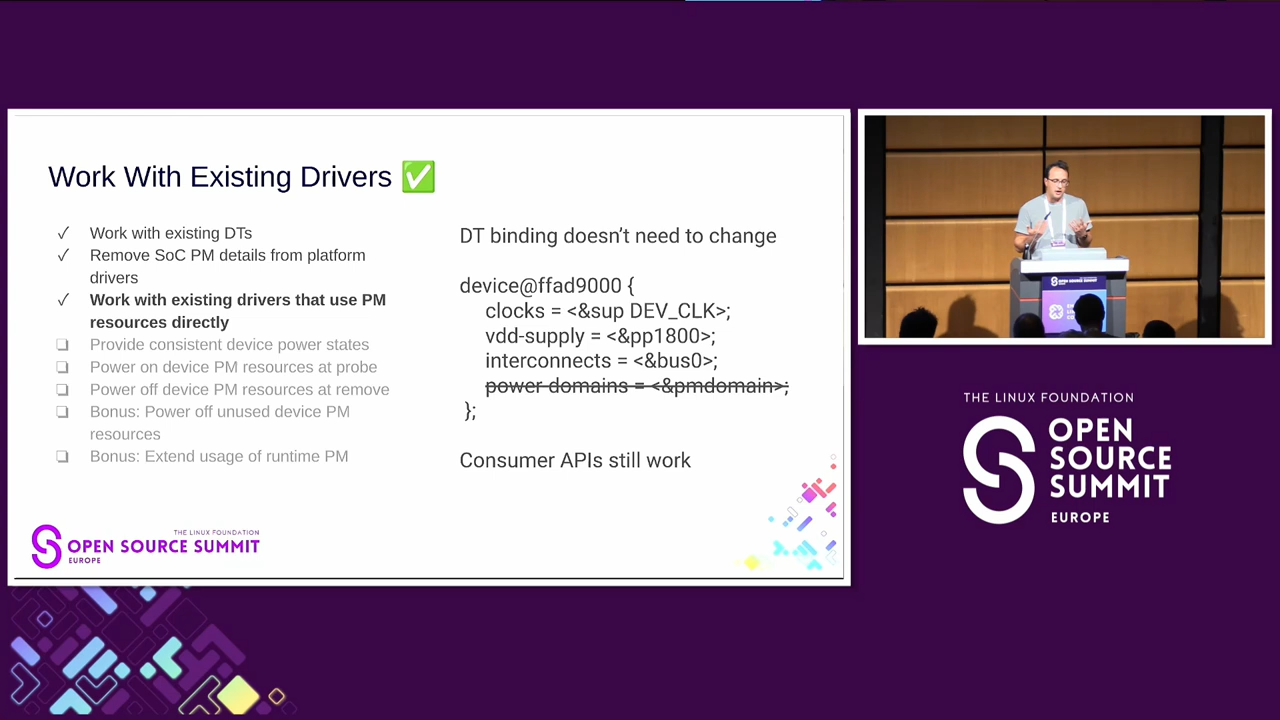 Work With Existing Drivers ✅
✓ Work with existing DTs
✓ Remove SoC PM details from platform
drivers
✓ Work with existing drivers that use PM
resources directly
❏ Provide consistent device power states
❏ Power on device PM resources at probe
❏ Power off device PM resources at remove
❏ Bonus: Power off unused device PM
resources
❏ Bonus: Extend usage of runtime PM
DT binding doesn’t need to change
device@ffad9000 {
clocks = <&sup DEV_CLK>;
vdd-supply = <&pp1800>;
interconnects = <&bus0>;
power-domains = <&pmdomain>;
};
Consumer APIs still work
THE LINUX FOUNDATION
OPEN SOURCE SUMMIT
EUROPE
THE LINUX FOUNDATION
OPEN
SOURCE
SUMMIT
EUROPE